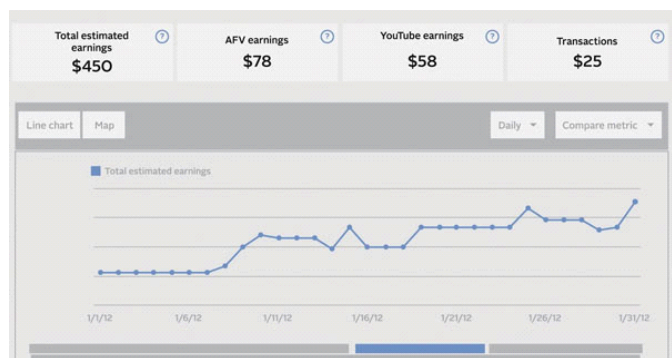 Total estimated
earnings
?
$450
AFV earnings
?
$78
YouTube earnings
?
$58
Transactions
?
$25
Line chart
Map
Daily
Compare metric
Total estimated earnings
1/1/12
1/6/12
1/11/12
1/16/12
1/21/12
1/26/12
1/31/12